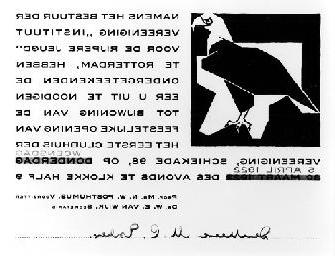 NAMENS HET BESTUUR DER
VEREENIGING „INSTITUUT
VOOR DE RIJPERE JEUGD"
TE ROTTERDAM, HEBBEN
ONDERGETEEKENDEN DE
EER U UIT TE NOODIGEN
TOT BIJWONING VAN DE
FEESTELIJKE OPENING VAN
HET EERSTE CLUBHUIS DER
WOENSDAG
VEREENIGING, SCHIEKADE 98, OP DONDERDAG
5 APRIL 1922
30 MAART 1922 DES AVONDS TE KLOKKE HALF 9
PROF. MR. N. W. POSTHUMUS, VOORZITTER
DR. W. E. VAN WIJK, SECRETARIS